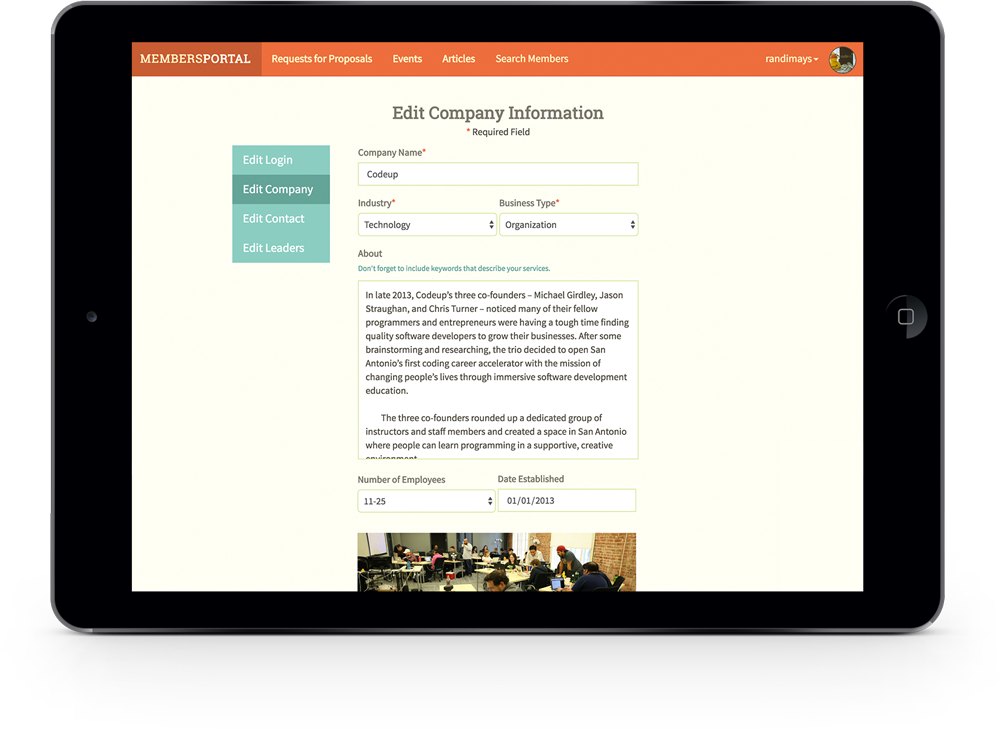 MEMBERSPORTAL Requests for Proposals Events Articles Search Members randimays
Edit Company Information
* Required Field
Edit Login
Edit Company
Edit Contact
Edit Leaders
Company Name*
Codeup
Industry* Business Type*
Technology Organization
About
Don't forget to include keywords that describe your services.
In late 2013, Codeup's three co-founders – Michael Girdley, Jason
Straughan, and Chris Turner – noticed many of their fellow
programmers and entrepreneurs were having a tough time finding
quality software developers to grow their businesses. After some
brainstorming and researching, the trio decided to open San
Antonio's first coding career accelerator with the mission of
changing people's lives through immersive software development
education.
The three co-founders rounded up a dedicated group of
instructors and staff members and created a space in San Antonio
where people can learn programming in a supportive, creative
environment
Number of Employees Date Established
11-25 01/01/2013